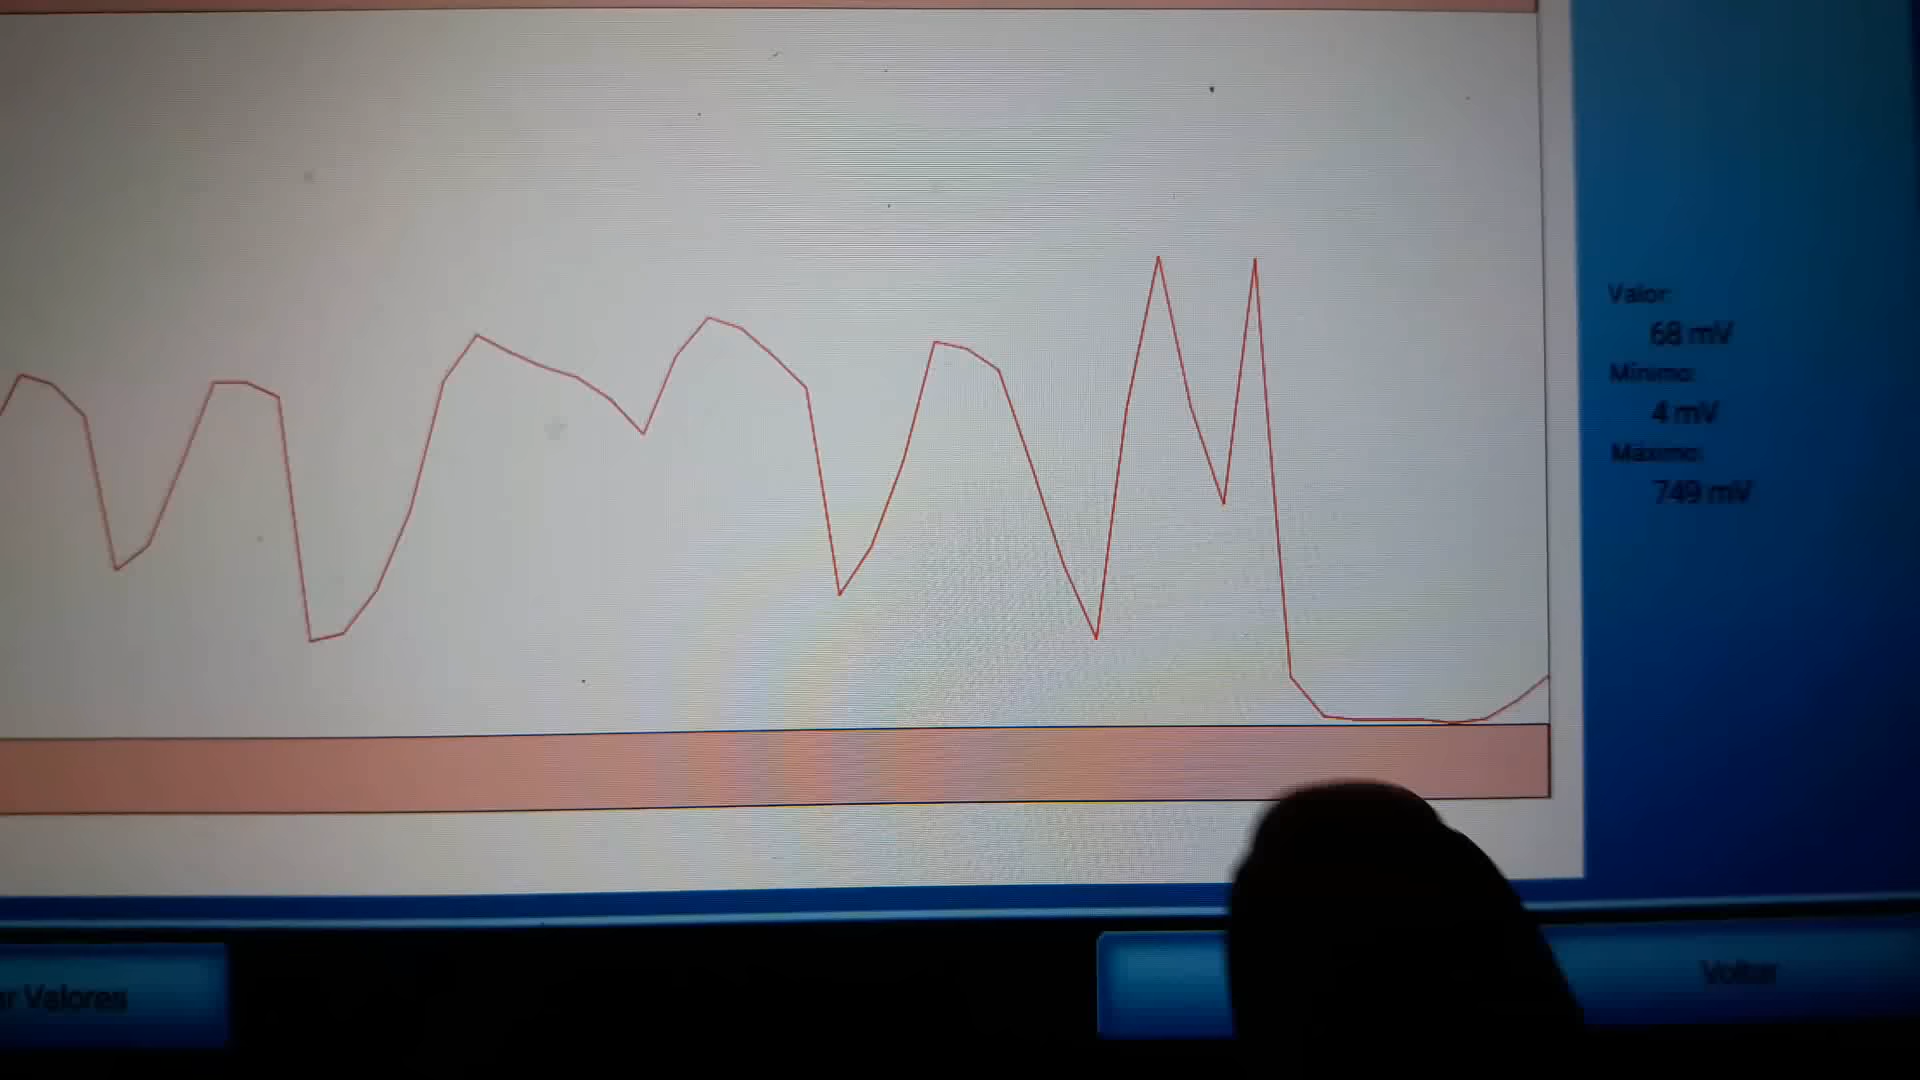 Valor:
68 mV
Mínimo:
4 mV
Máximo:
749 mV
r Valores
Voltar